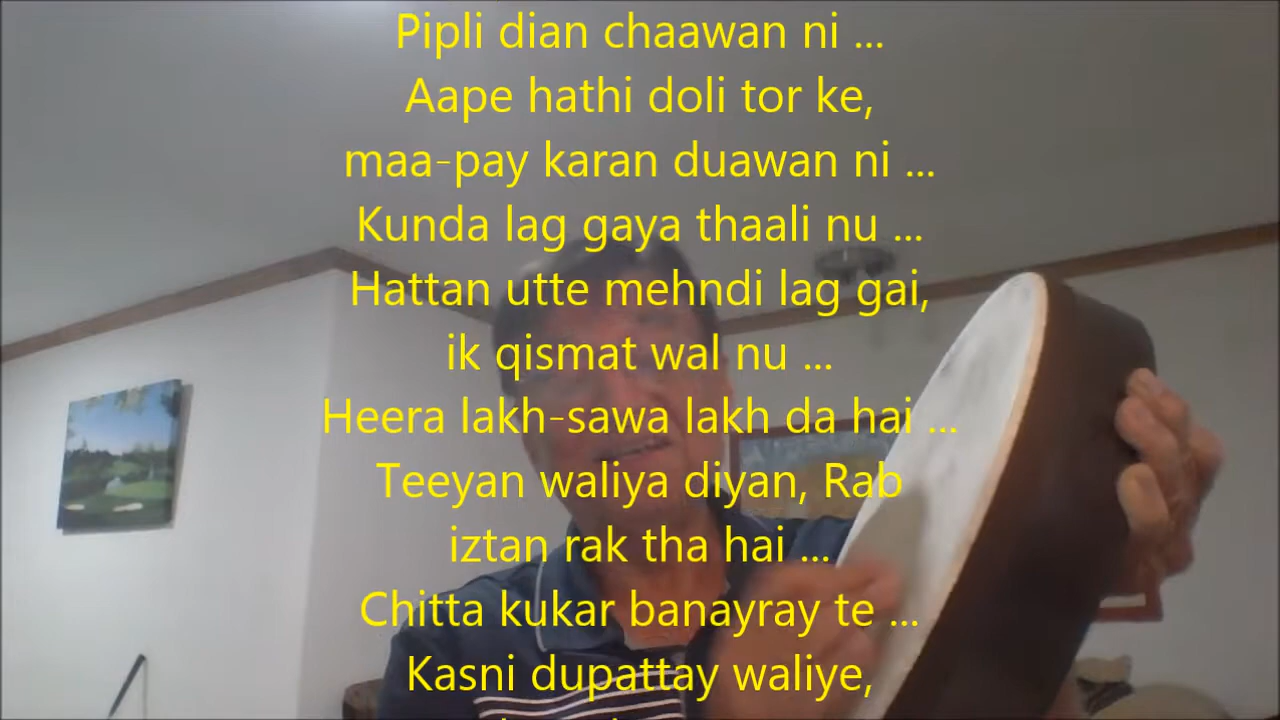 Pipli dian chaawan ni ...
Aape hathi doli tor ke,
maa-pay karan duawan ni ...
Kunda lag gaya thaali nu ...
Hattan utte mehndi lag gai,
ik qismat wal nu ...
Heera lakh-sawa lakh da hai ...
Teeyan waliya diyan, Rab
iztan rak tha hai ...
Chitta kukar banayray te ...
Kasni dupattay waliye,